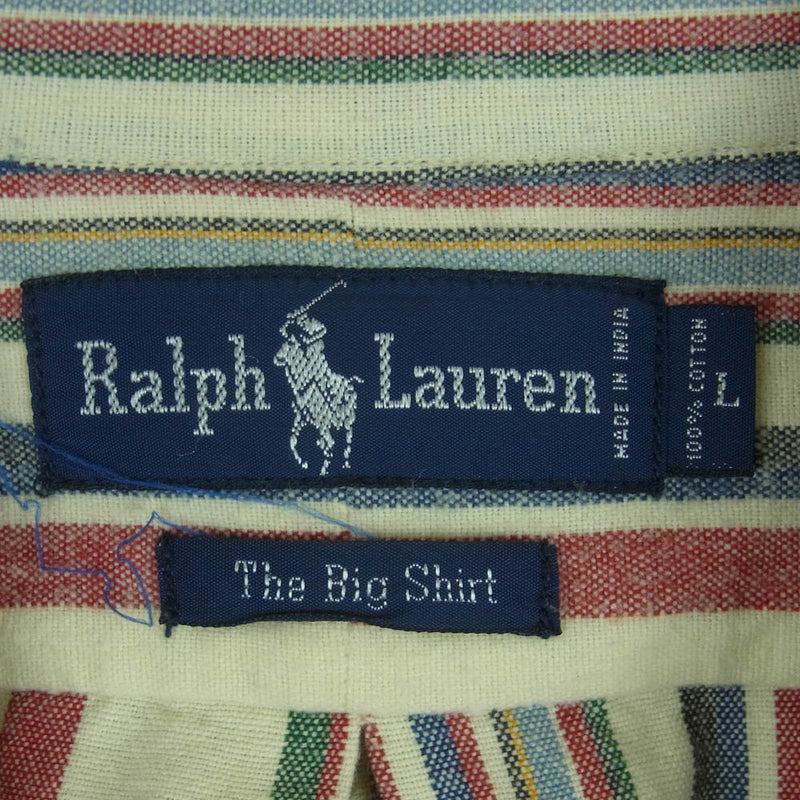 Ralph Lauren
MADE IN INDIA
100% COTTON
L
The Big Shirt